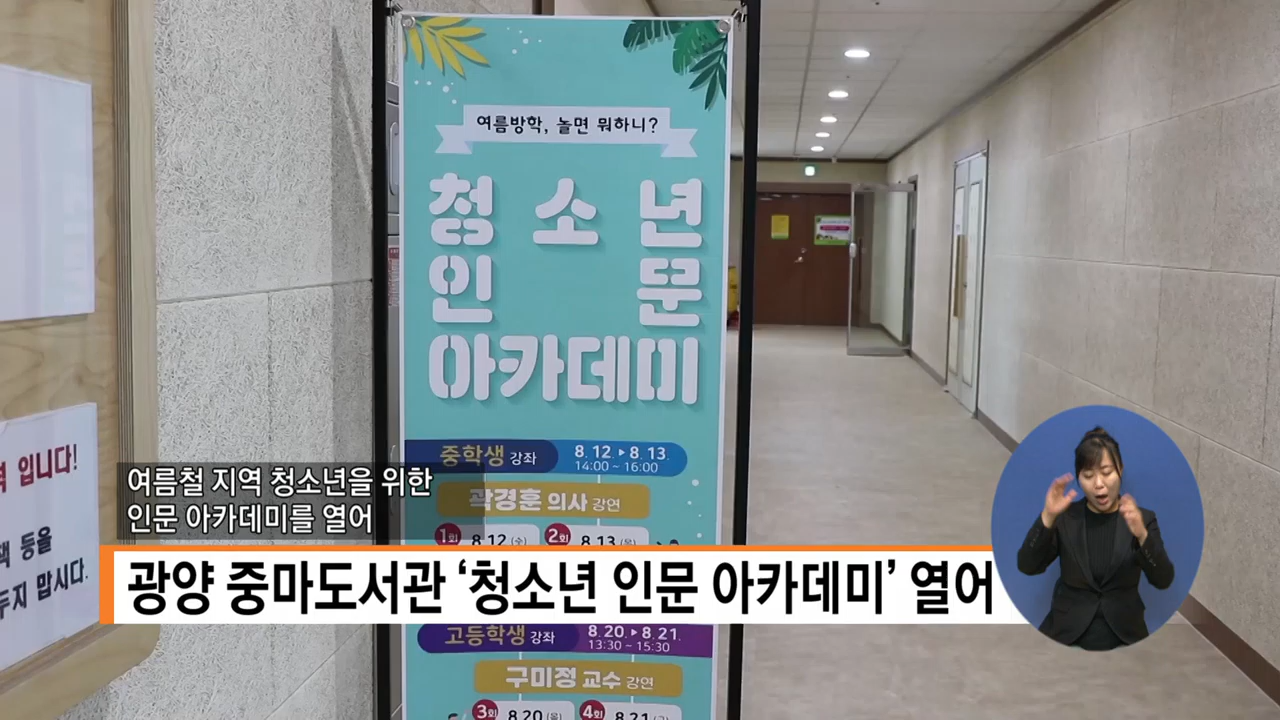 여름방학, 놀면 뭐하니?
청소년
인문
아카데미
중학생 강좌
8.12.▶8.13.
14:00 ~ 16:00
곽경훈 의사 강연
1회 8.12 (수) 2회 8.13 (목)
여름철 지역 청소년을 위한
인문 아카데미를 열어
광양 중마도서관 ‘청소년 인문 아카데미’ 열어
고등학생 강좌
8.20.▶8.21.
13:30 ~ 15:30
구미정 교수 강연
3회 8.20 4회 8.21
입니다!
등을
맙시다.